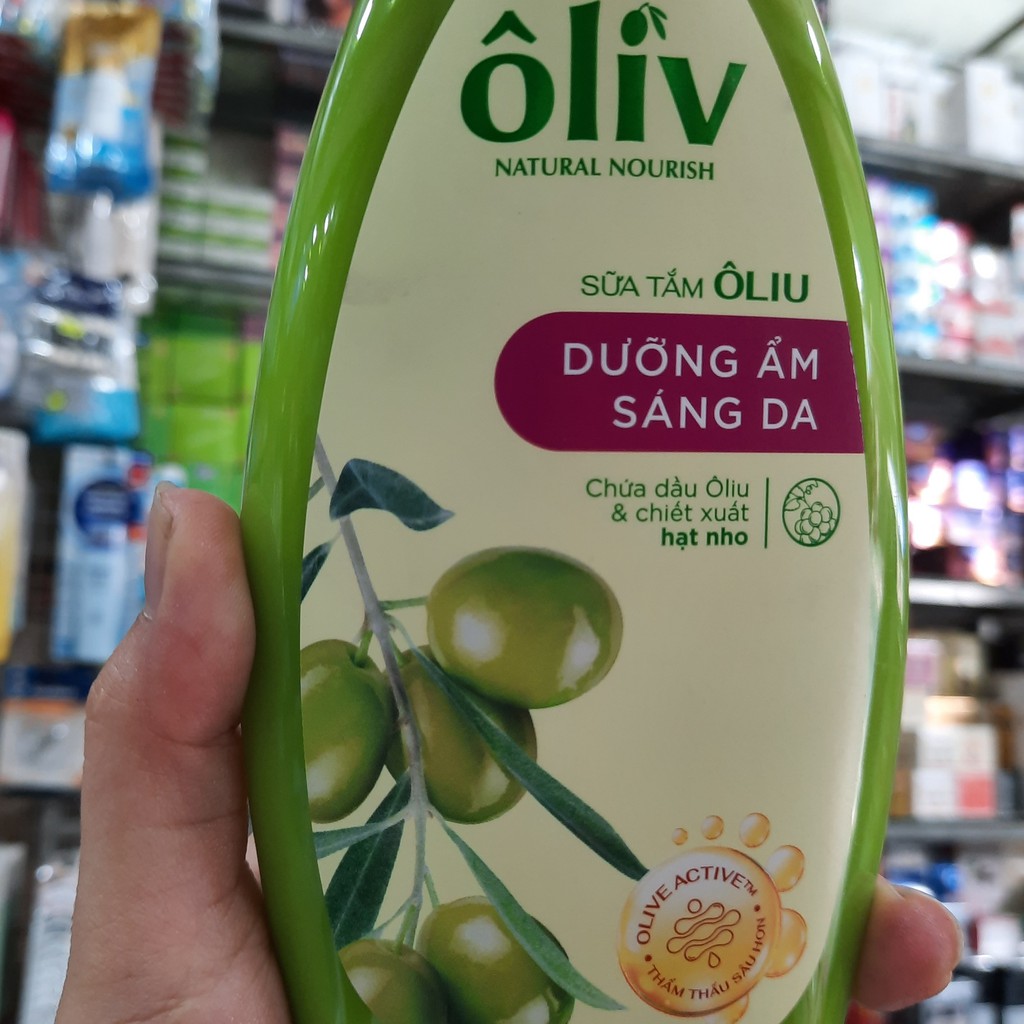 ôliv
NATURAL NOURISH
SỮA TẮM ÔLIU
DƯỠNG ẨM
SÁNG DA
Chứa dầu Ôliu
& chiết xuất
hạt nho
OLIVE ACTIVE™
• THẨM THẤU SÂU HƠN •